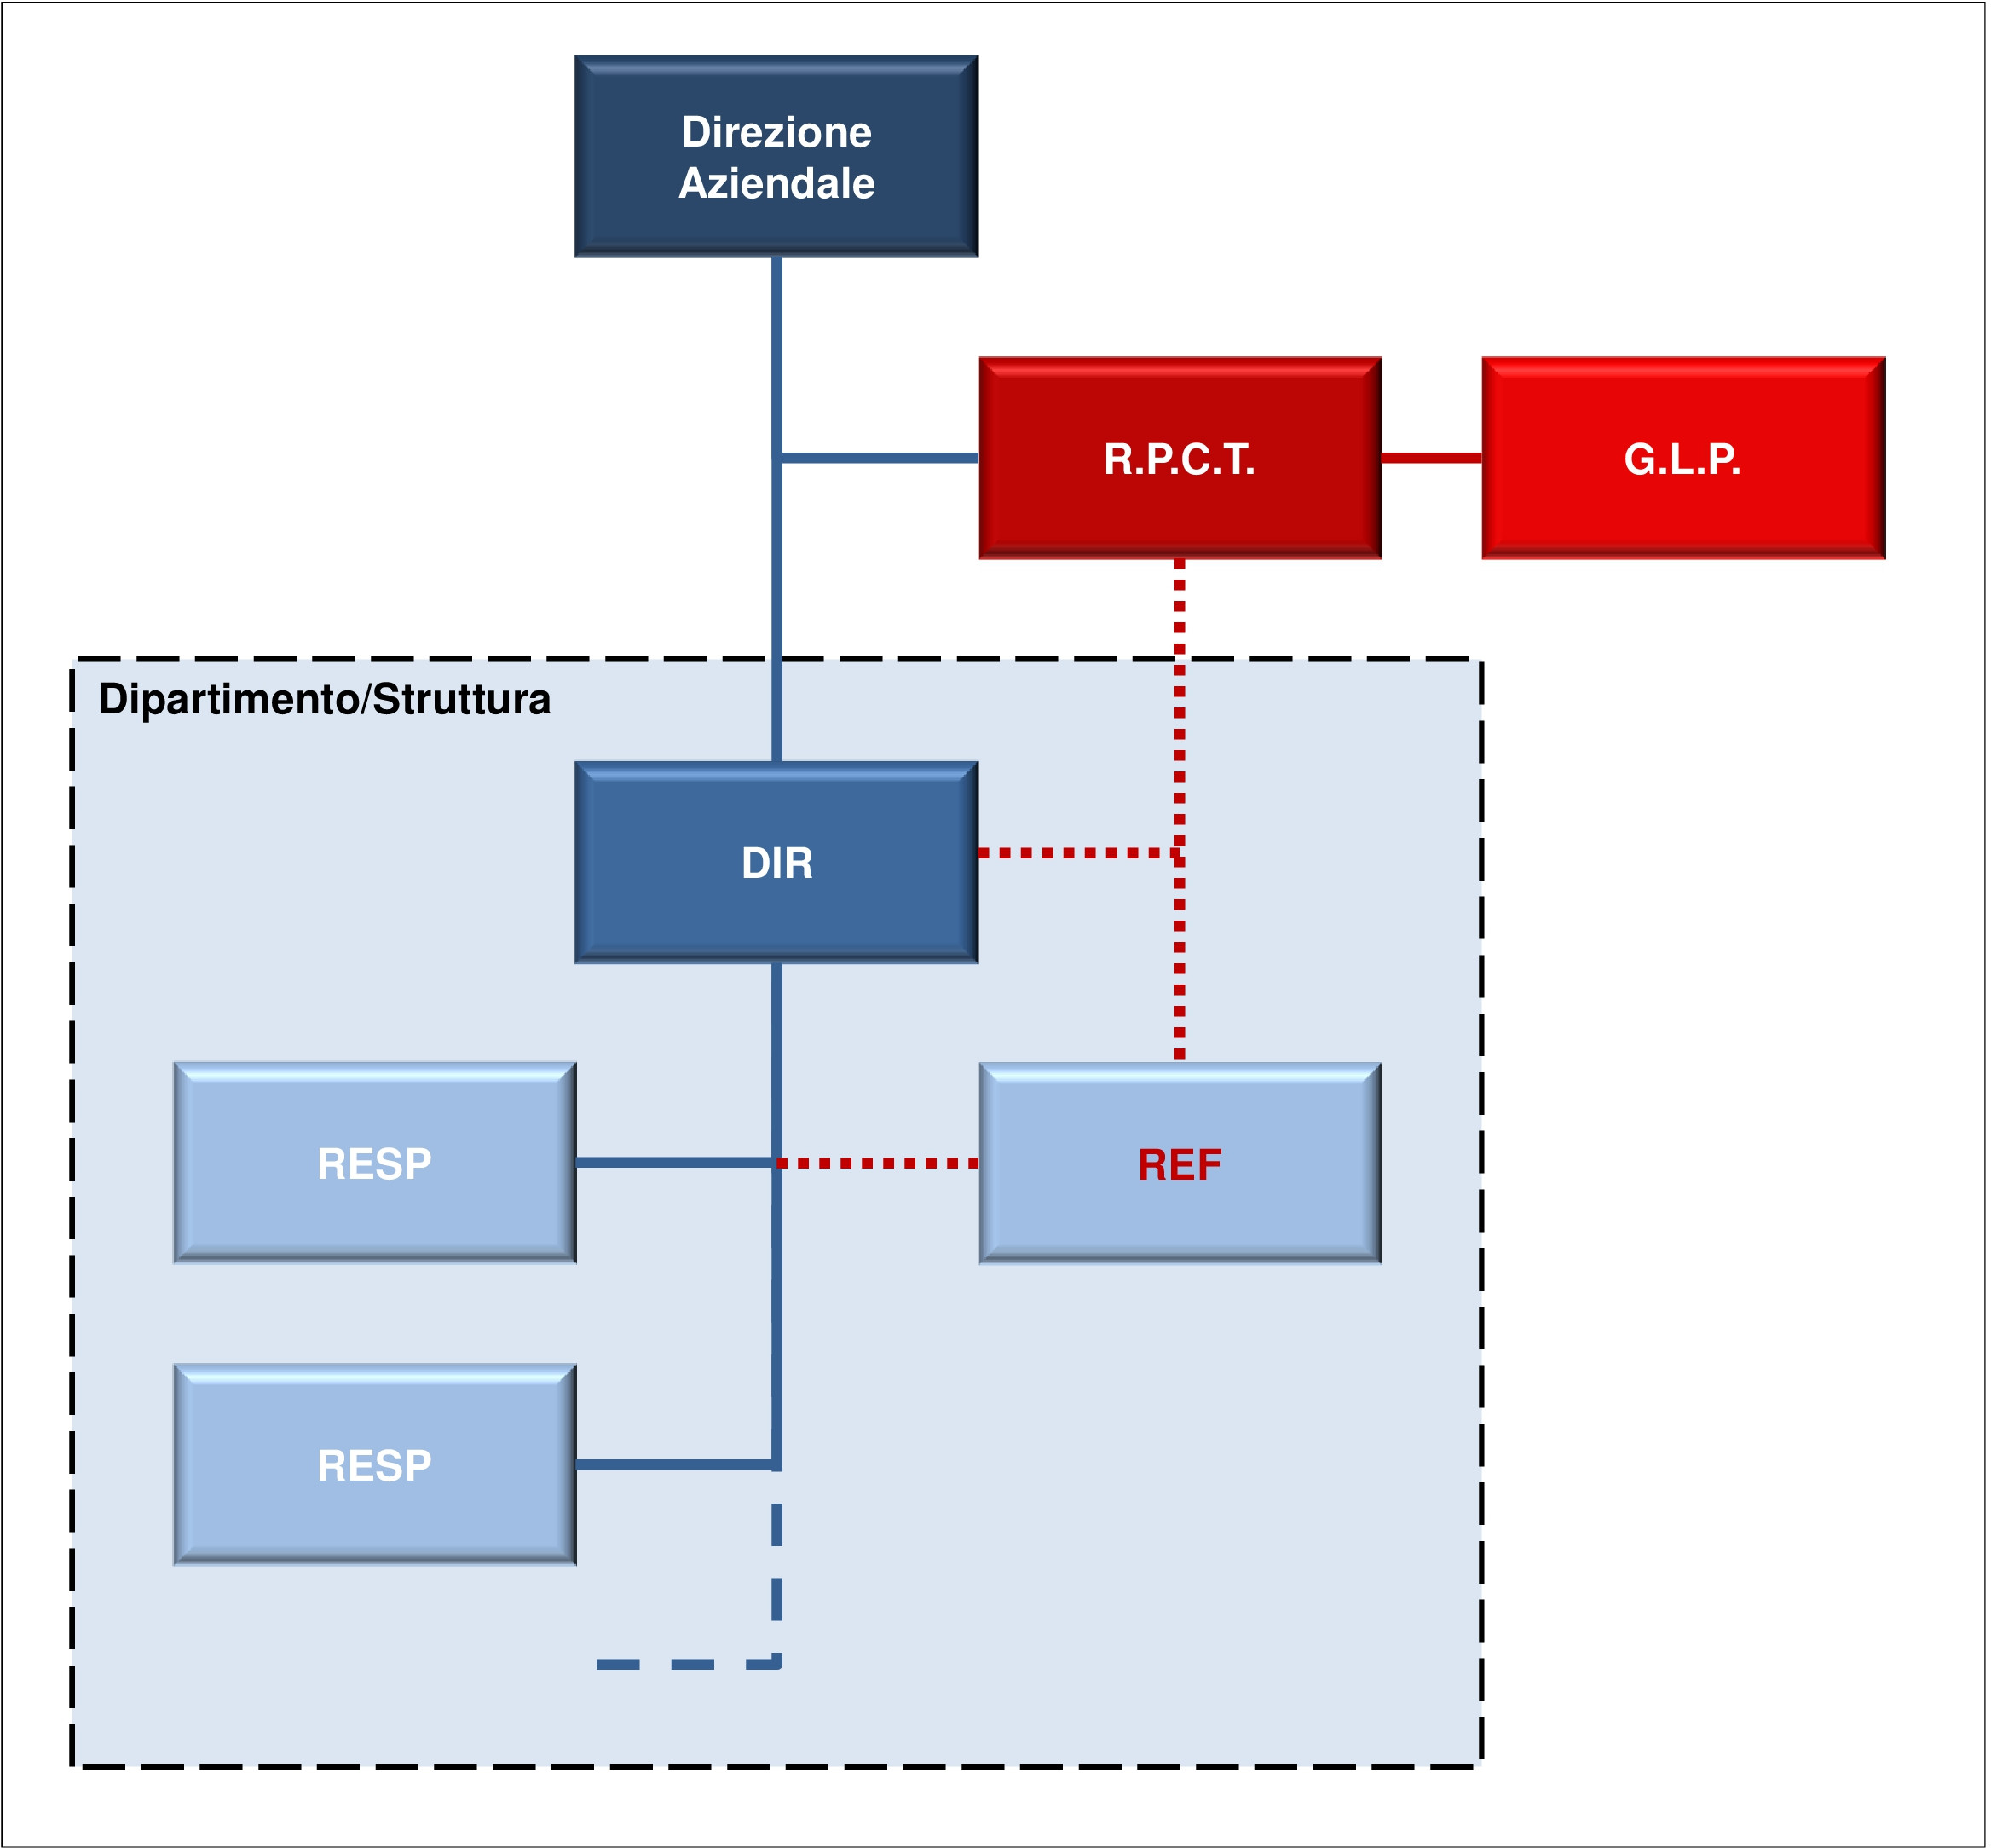 Direzione
Aziendale
R.P.C.T.
G.L.P.
Dipartimento/Struttura
DIR
RESP
REF
RESP